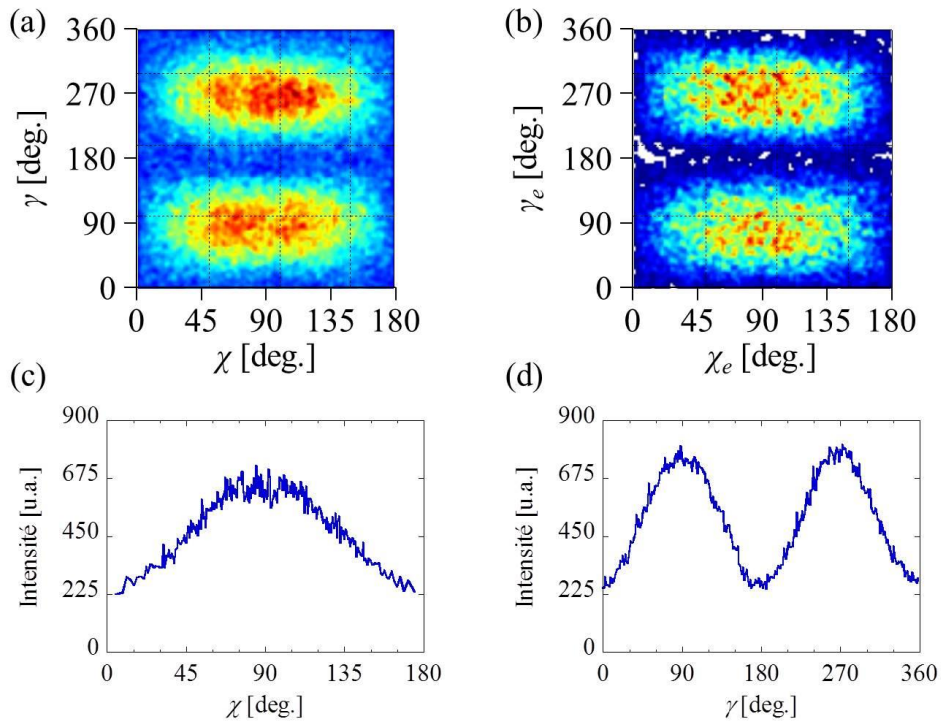 (a)
360
270
180
90
0
γ [deg.]
0 45 90 135 180
χ [deg.]
(b)
360
270
180
90
0
γe [deg.]
0 45 90 135 180
χe [deg.]
(c)
900
675
450
225
0
Intensité [u.a.]
0 45 90 135 180
χ [deg.]
(d)
900
675
450
225
0
Intensité [u.a.]
0 90 180 270 360
γ [deg.]